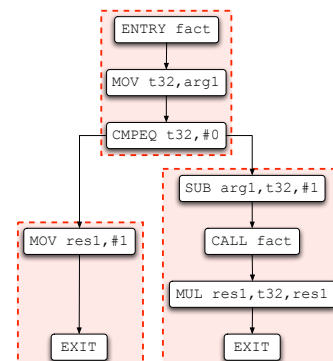 ENTRY fact
MOV t32,arg1
CMPEQ t32,#0
SUB arg1,t32,#1
MOV res1,#1
CALL fact
MUL res1,t32,res1
EXIT
EXIT